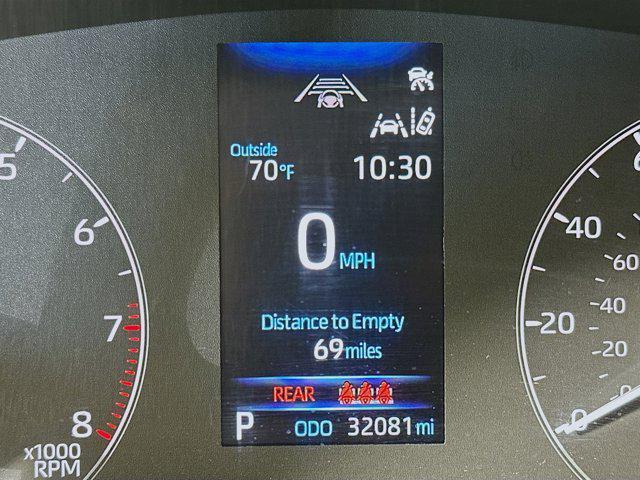 Outside
70°F
10:30
0 MPH
Distance to Empty
69 miles
REAR
P ODO 32081 mi
5
6
7
8
x1000
RPM
40
60
40
20
20
0
0